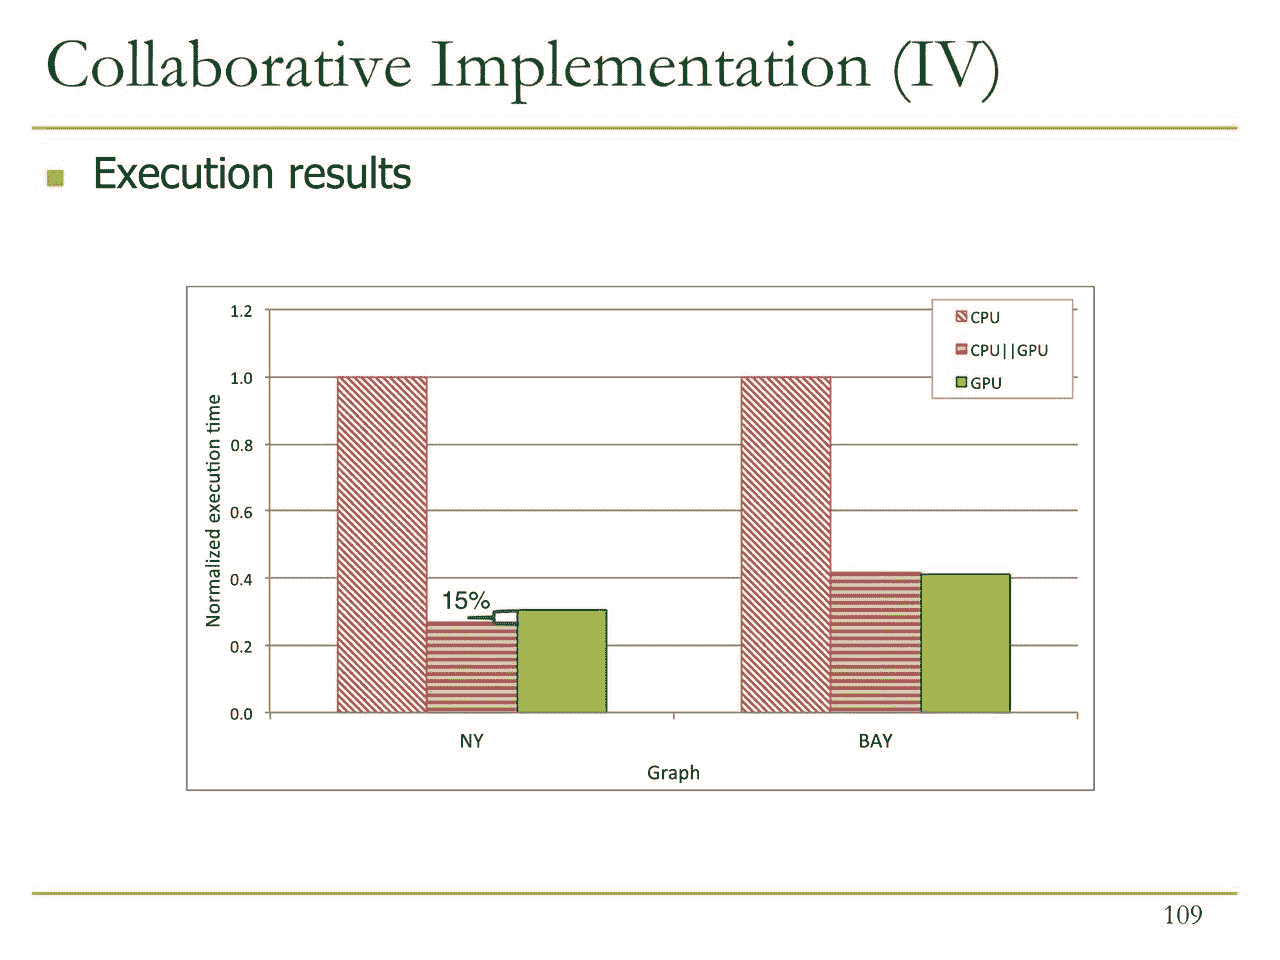 Collaborative Implementation (IV)
Execution results
1.2
1.0
0.8
0.6
0.4
0.2
0.0
Normalized execution time
CPU
CPU||GPU
GPU
15%
NY
BAY
Graph
109